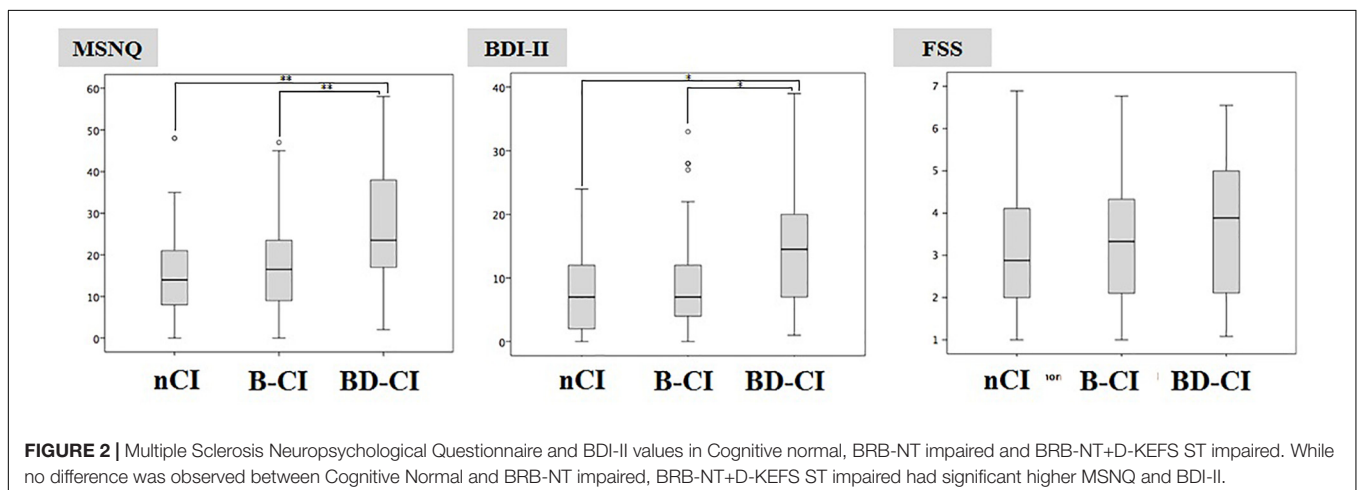 MSNQ
BDI-II
FSS
**
**
60
50
40
30
20
10
0
nCI B-CI BD-CI
*
*
40
30
20
10
0
nCI B-CI BD-CI
7
6
5
4
3
2
1
nCI B-CI BD-CI
FIGURE 2 | Multiple Sclerosis Neuropsychological Questionnaire and BDI-II values in Cognitive normal, BRB-NT impaired and BRB-NT+D-KEFS ST impaired. While
no difference was observed between Cognitive Normal and BRB-NT impaired, BRB-NT+D-KEFS ST impaired had significant higher MSNQ and BDI-II.